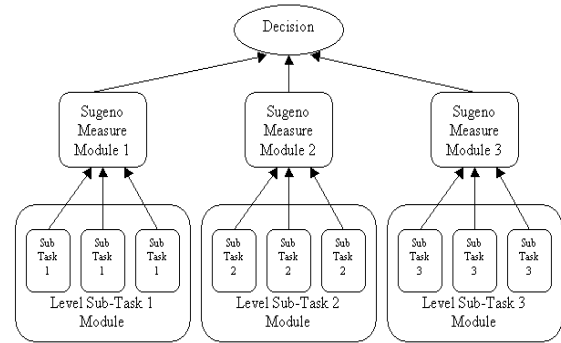 Decision
Sugeno
Measure
Module 1
Sugeno
Measure
Module 2
Sugeno
Measure
Module 3
Sub
Task
1
Sub
Task
1
Sub
Task
1
Level Sub-Task 1
Module
Sub
Task
2
Sub
Task
2
Sub
Task
2
Level Sub-Task 2
Module
Sub
Task
3
Sub
Task
3
Sub
Task
3
Level Sub-Task 3
Module